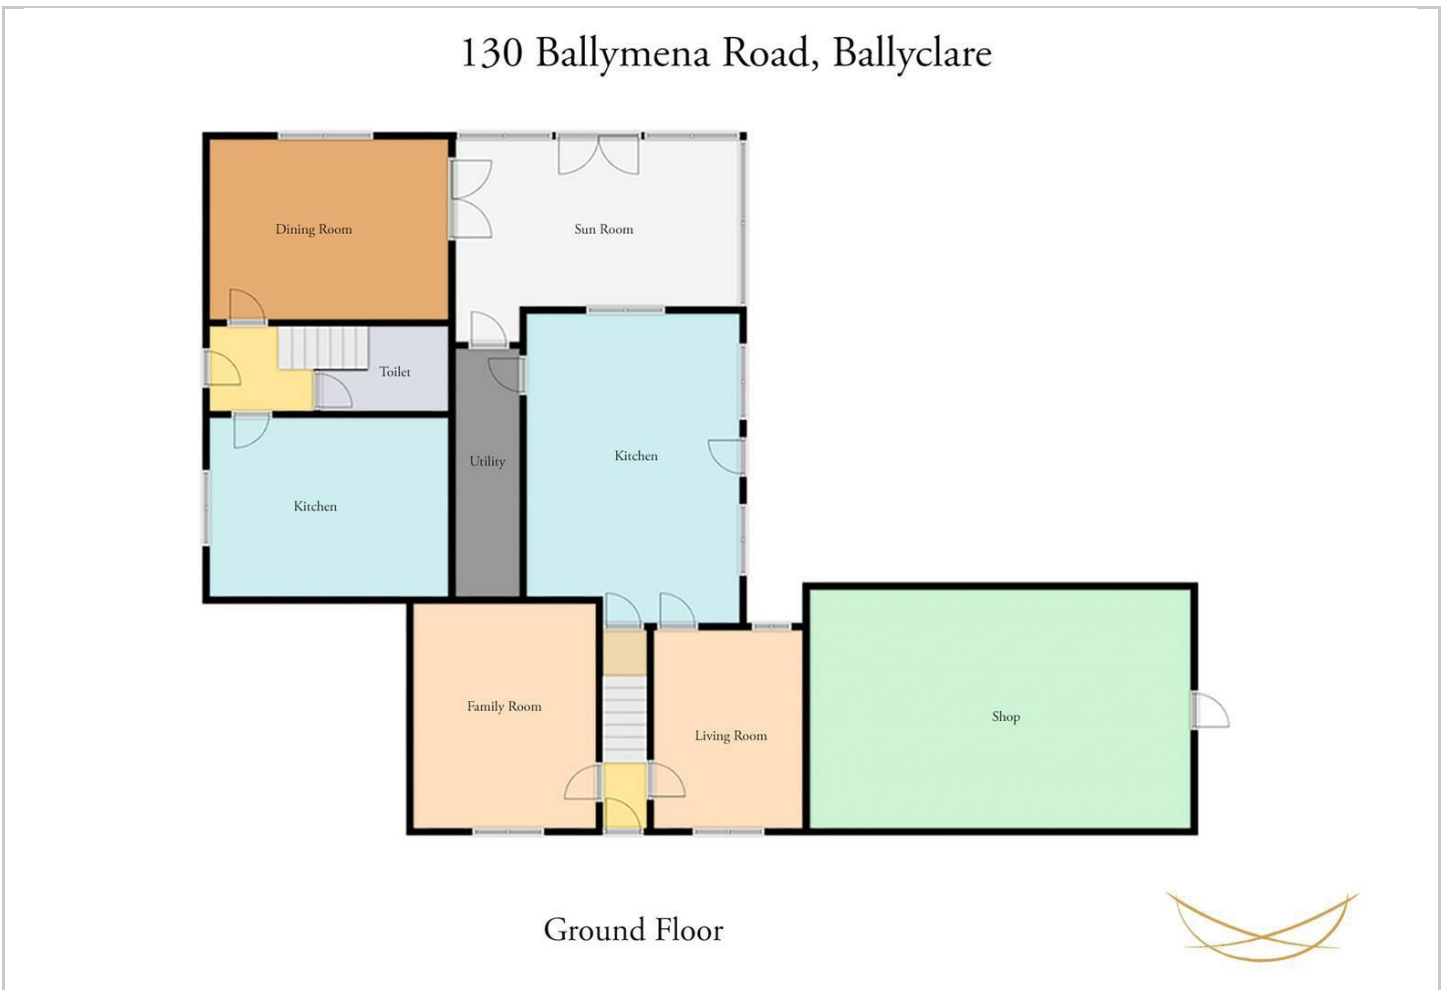 130 Ballymena Road, Ballyclare
Dining Room
Sun Room
Toilet
Utility
Kitchen
Kitchen
Family Room
Living Room
Shop
Ground Floor